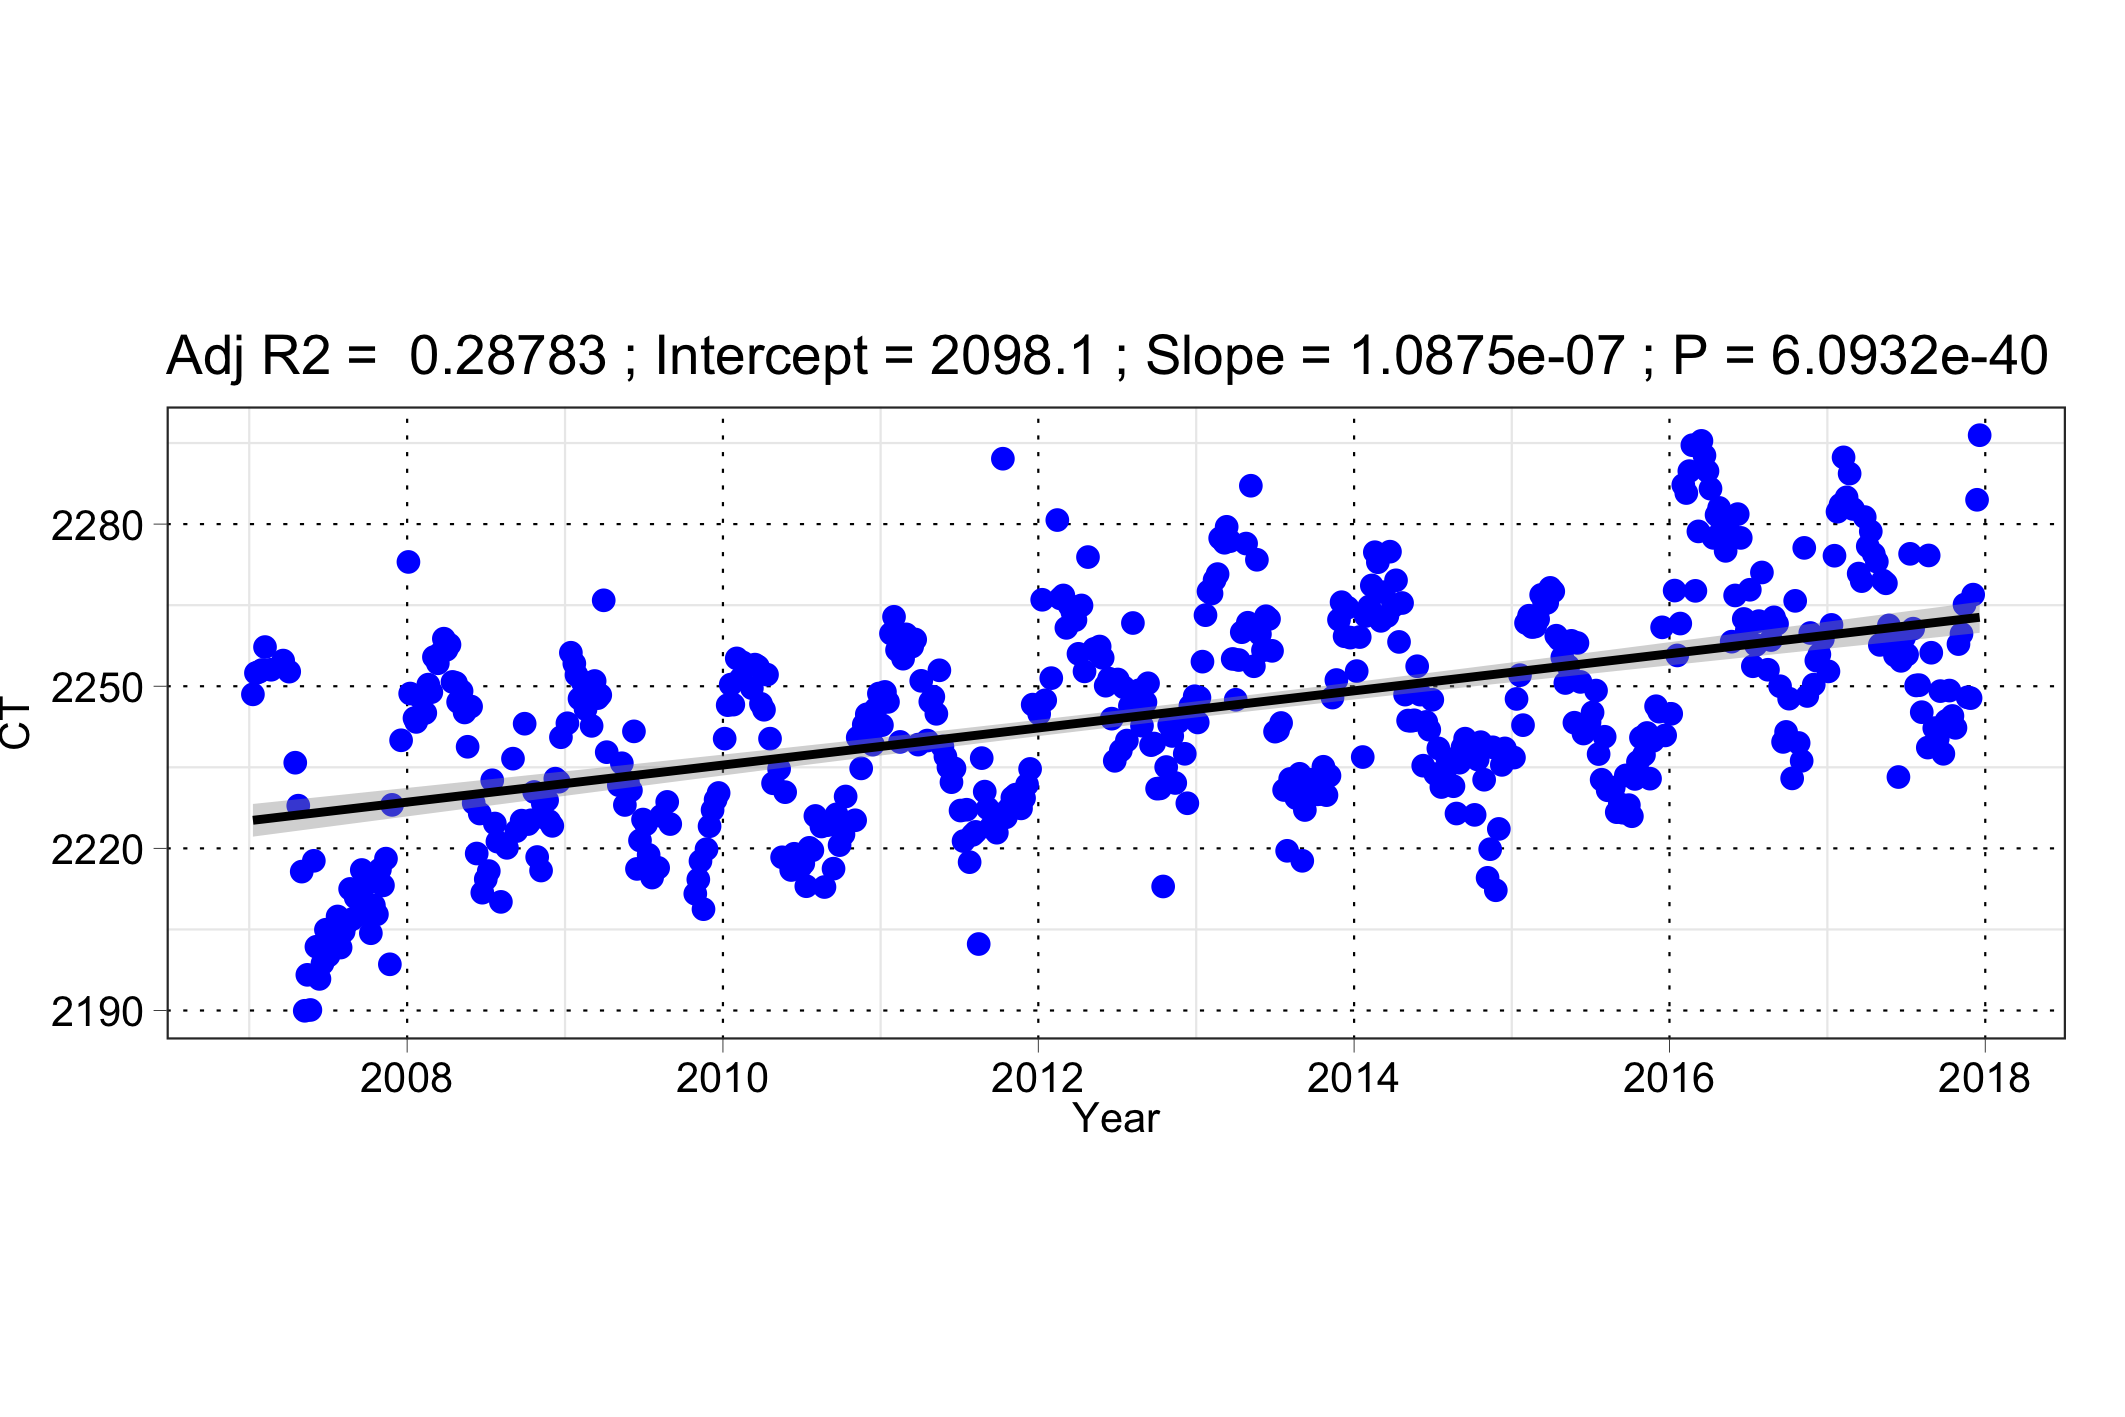 Adj R2 =  0.28783 ; Intercept = 2098.1 ; Slope = 1.0875e-07 ; P = 6.0932e-40
2280
2250
2220
2190
CT
2008 2010 2012 2014 2016 2018
Year